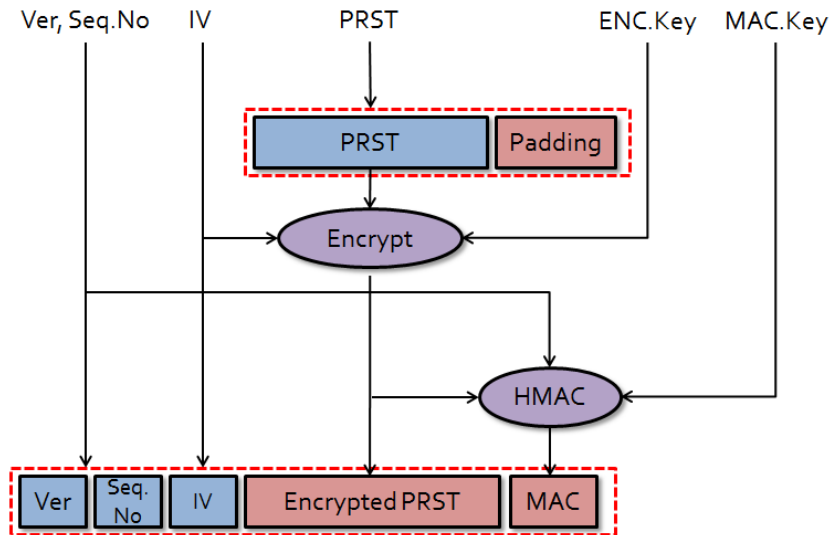 Ver, Seq.No IV PRST ENC.Key MAC.Key
PRST Padding
Encrypt
HMAC
Ver Seq. No IV Encrypted PRST MAC